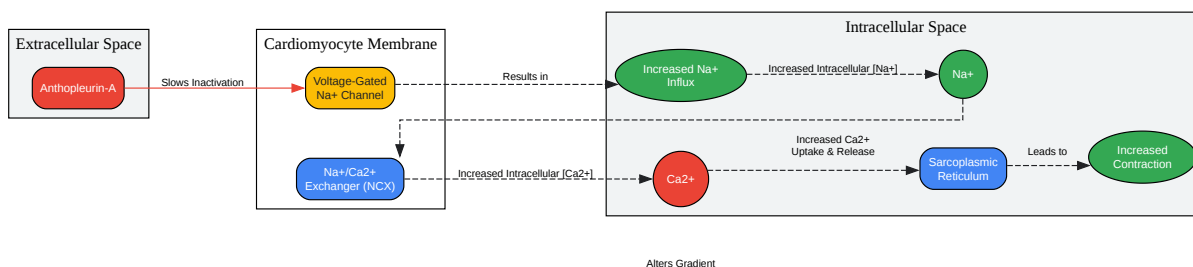 Extracellular Space
Anthopleurin-A
Slows Inactivation
Cardiomyocyte Membrane
Voltage-Gated
Na+ Channel
Results in
Intracellular Space
Increased Na+
Influx
Increased Intracellular [Na+]
Na+
Na+/Ca2+
Exchanger (NCX)
Increased Intracellular [Ca2+]
Ca2+
Increased Ca2+
Uptake & Release
Sarcoplasmic
Reticulum
Leads to
Increased
Contraction
Alters Gradient